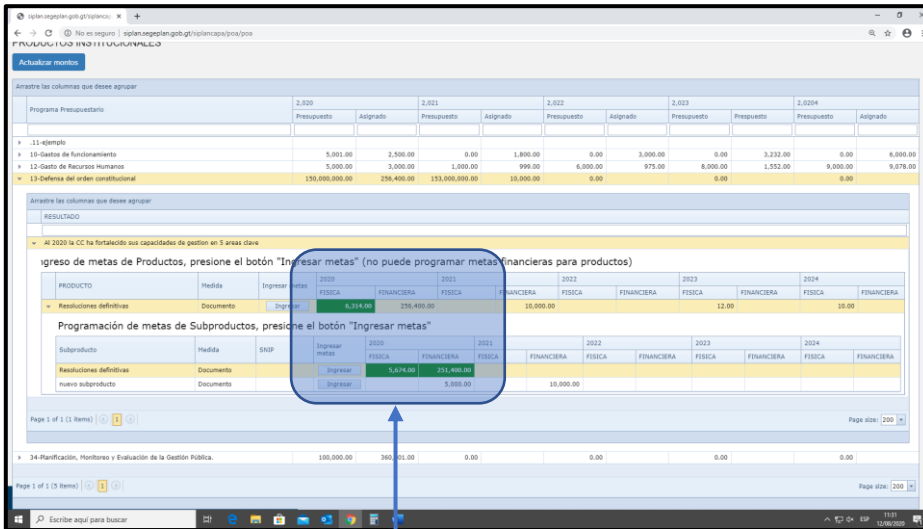 siplan.segeplan.gob.gt/siplancap
No es seguro | siplan.segeplan.gob.gt/siplancapa/poa/poa
PRODUCTOS INSTITUCIONALES
Actualizar montos
Arrastre las columnas que desee agrupar
Programa Presupuestario 2,020 2,021 2,022 2,023 2,0204
Presupuesto Asignado Presupuesto Asignado Presupuesto Asignado Presupuesto Asignado Presupuesto Asignado
.11-ejemplo
10-Gastos de funcionamiento 5,001.00 2,500.00 0.00 1,800.00 0.00 3,000.00 0.00 3,232.00 0.00 6,000.00
12-Gasto de Recursos Humanos 5,000.00 3,000.00 1,000.00 999.00 6,000.00 975.00 8,000.00 1,552.00 9,000.00 9,078.00
13-Defensa del orden constitucional 150,000,000.00 256,400.00 153,000,000.00 10,000.00 0.00 0.00 0.00
Arrastre las columnas que desee agrupar
RESULTADO
Al 2020 la CC ha fortalecido sus capacidades de gestion en 5 areas clave
greso de metas de Productos, presione el botón "Ingresar metas" (no puede programar metas financieras para productos)
PRODUCTO Medida Ingresar metas 2020 2021 2022 2023 2024
FISICA FINANCIERA FISICA FINANCIERA FISICA FINANCIERA FISICA FINANCIERA FISICA FINANCIERA
Resoluciones definitivas Documento Ingresar 6,314.00 256,400.00 10,000.00 12.00 10.00
Programación de metas de Subproductos, presione el botón "Ingresar metas"
Subproducto Medida SNIP Ingresar metas 2020 2021 2022 2023 2024
FISICA FINANCIERA FISICA FINANCIERA FISICA FINANCIERA FISICA FINANCIERA FISICA FINANCIERA
Resoluciones definitivas Documento Ingresar 5,674.00 251,400.00
nuevo subproducto Documento Ingresar 5,000.00 10,000.00
Page 1 of 1 (1 items) 1 Page size: 200
34-Planificación, Monitoreo y Evaluación de la Gestión Pública. 100,000.00 0.00 0.00 0.00 0.00
Page 1 of 1 (5 items) 1 Page size: 200
Escribe aquí para buscar ESP 11:31
12/06/2020